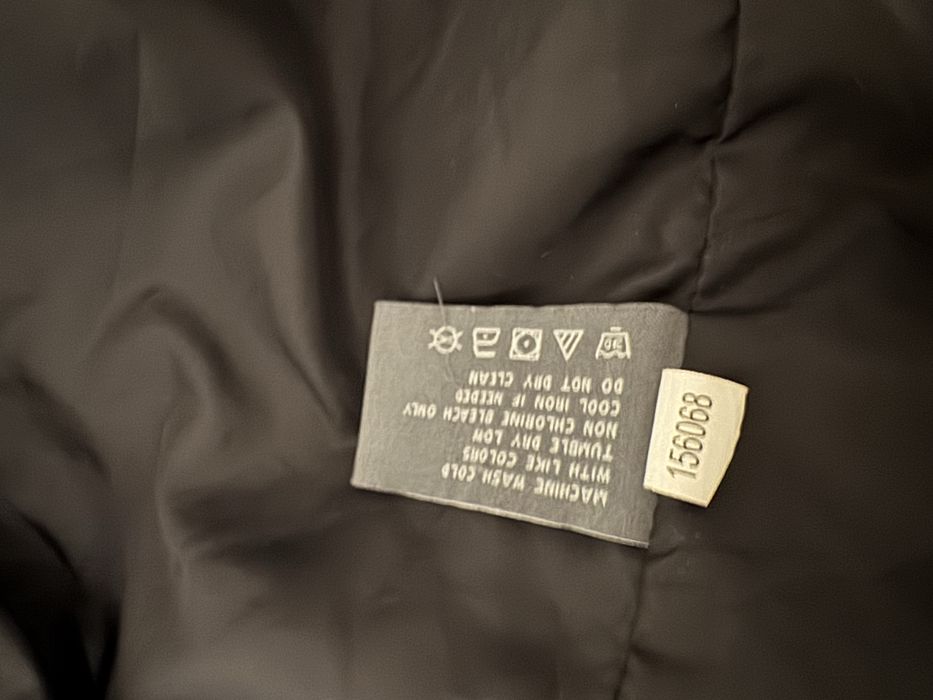 MACHINE WASH COLD
WITH LIKE COLORS
TUMBLE DRY LOW
NON CHLORINE BLEACH ONLY
COOL IRON IF NEEDED
DO NOT DRY CLEAN
156068